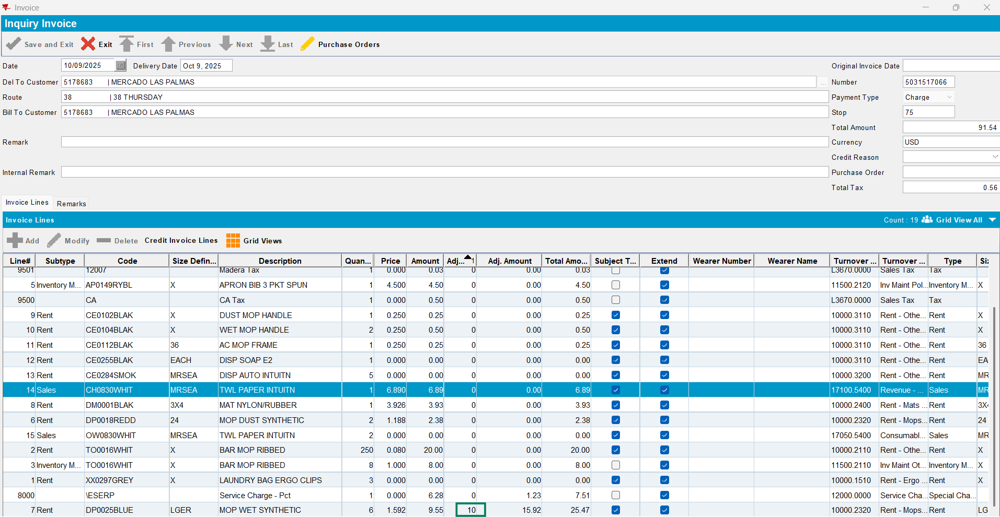 Invoice
Inquiry Invoice
Save and Exit Exit First Previous Next Last Purchase Orders
Date 10/09/2025 Delivery Date Oct 9, 2025 Original Invoice Date
Del To Customer 5178683 | MERCADO LAS PALMAS ... Number 5031517066
Route 38 | 38 THURSDAY Payment Type Charge
Bill To Customer 5178683 | MERCADO LAS PALMAS Stop 75
Total Amount 91.54
Remark Currency USD
Credit Reason
Internal Remark Purchase Order
Total Tax 0.56
Invoice Lines Remarks
Invoice Lines Count : 19 Grid View All
Add Modify Delete Credit Invoice Lines Grid Views
Line# Subtype Code Size Defin... Description Quan... Price Amount Adj... 1 Adj. Amount Total Amo... Subject T... Extend Wearer Number Wearer Name Turnover ... Turnover ... Type Siz
9501 12007 Madera Tax 1 0.000 0.03 0 0.00 0.03 L3670.0000 Sales Tax Tax
5 Inventory M... AP0149RYBL X APRON BIB 3 PKT SPUN 1 4.500 4.50 0 0.00 4.50 11500.2120 Inv Maint Pol... Inventory M... X
9500 CA CA Tax 1 0.000 0.50 0 0.00 0.50 L3670.0000 Sales Tax Tax
9 Rent CE0102BLAK X DUST MOP HANDLE 1 0.250 0.25 0 0.00 0.25 10000.3110 Rent - Othe... Rent X
10 Rent CE0104BLAK X WET MOP HANDLE 2 0.250 0.50 0 0.00 0.50 10000.3110 Rent - Othe... Rent X
11 Rent CE0112BLAK 36 AC MOP FRAME 1 0.250 0.25 0 0.00 0.25 10000.3110 Rent - Othe... Rent 36
12 Rent CE0255BLAK EACH DISP SOAP E2 1 0.000 0.00 0 0.00 0.00 10000.3110 Rent - Othe... Rent EA
13 Rent CE0284SMOK MRSEA DISP AUTO INTUITN 5 0.000 0.00 0 0.00 0.00 10000.3200 Rent - Othe... Rent MR
14 Sales CH0830WHIT MRSEA TWL PAPER INTUITN 1 6.890 6.89 0 0.00 6.89 17100.5400 Revenue - ... Sales MR
8 Rent DM0001BLAK 3X4 MAT NYLON/RUBBER 1 3.926 3.93 0 0.00 3.93 10000.2400 Rent - Mats ... Rent 3X4
6 Rent DP0018REDD 24 MOP DUST SYNTHETIC 2 1.188 2.38 0 0.00 2.38 10000.2320 Rent - Mops... Rent 24
15 Sales OW0830WHIT MRSEA TWL PAPER INTUITN 2 0.000 0.00 0 0.00 0.00 17050.5400 Consumabl... Sales MR
2 Rent TO0016WHIT X BAR MOP RIBBED 250 0.080 20.00 0 0.00 20.00 10000.2110 Rent - Othe... Rent X
3 Inventory M... TO0016WHIT X BAR MOP RIBBED 8 1.000 8.00 0 0.00 8.00 11500.2110 Inv Maint Ot... Inventory M... X
1 Rent XX0297GREY X LAUNDRY BAG ERGO CLIPS 3 0.000 0.00 0 0.00 0.00 10000.1510 Rent - Ergo ... Rent X
8000 \ESERP Service Charge - Pct 1 0.000 6.28 0 1.23 7.51 12000.0000 Service Cha... Special Cha...
7 Rent DP0025BLUE LGER MOP WET SYNTHETIC 6 1.592 9.55 10 15.92 25.47 10000.2320 Rent - Mops... Rent LG